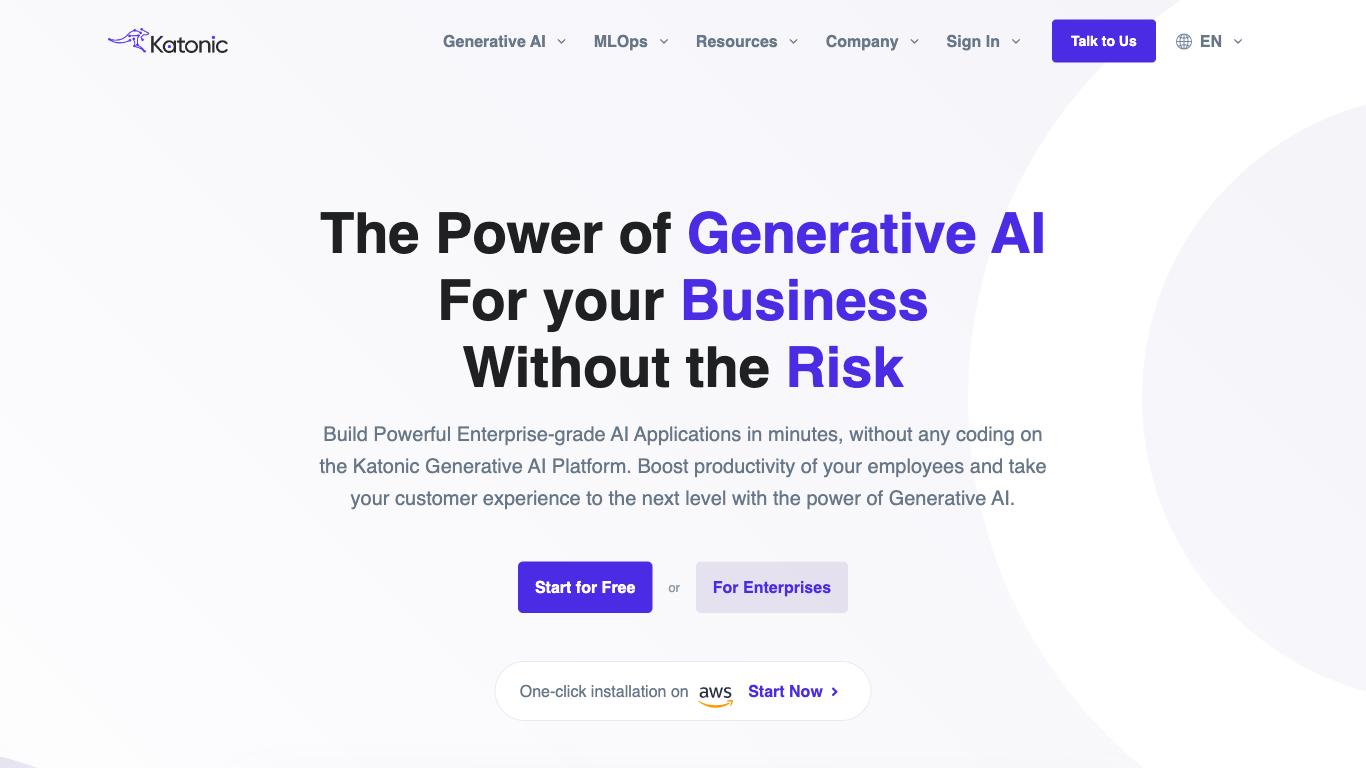 Katonic
Generative AI
MLOps
Resources
Company
Sign In
Talk to Us
EN
The Power of Generative AI
For your Business
Without the Risk
Build Powerful Enterprise-grade AI Applications in minutes, without any coding on
the Katonic Generative AI Platform. Boost productivity of your employees and take
your customer experience to the next level with the power of Generative AI.
Start for Free
or
For Enterprises
One-click installation on aws Start Now